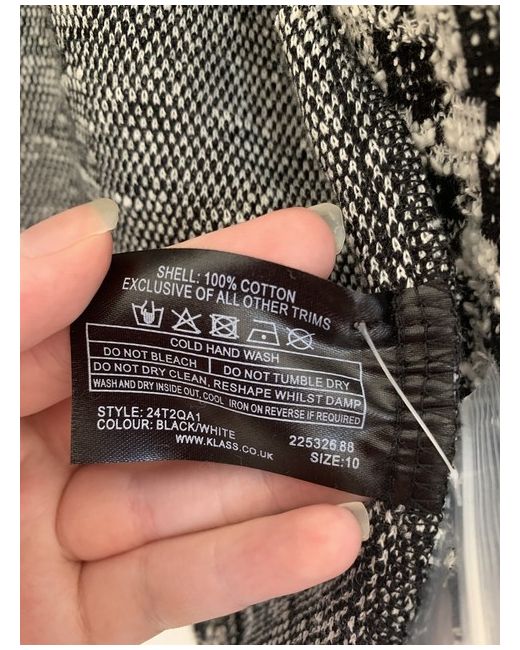 SHELL: 100% COTTON
EXCLUSIVE OF ALL OTHER TRIMS
COLD HAND WASH
DO NOT BLEACH DO NOT TUMBLE DRY
DO NOT DRY CLEAN, RESHAPE WHILST DAMP
WASH AND DRY INSIDE OUT, COOL IRON ON REVERSE IF REQUIRED
STYLE: 24T2QA1
COLOUR: BLACK/WHITE 225326 88
WWW.KLASS.CO.UK SIZE:10